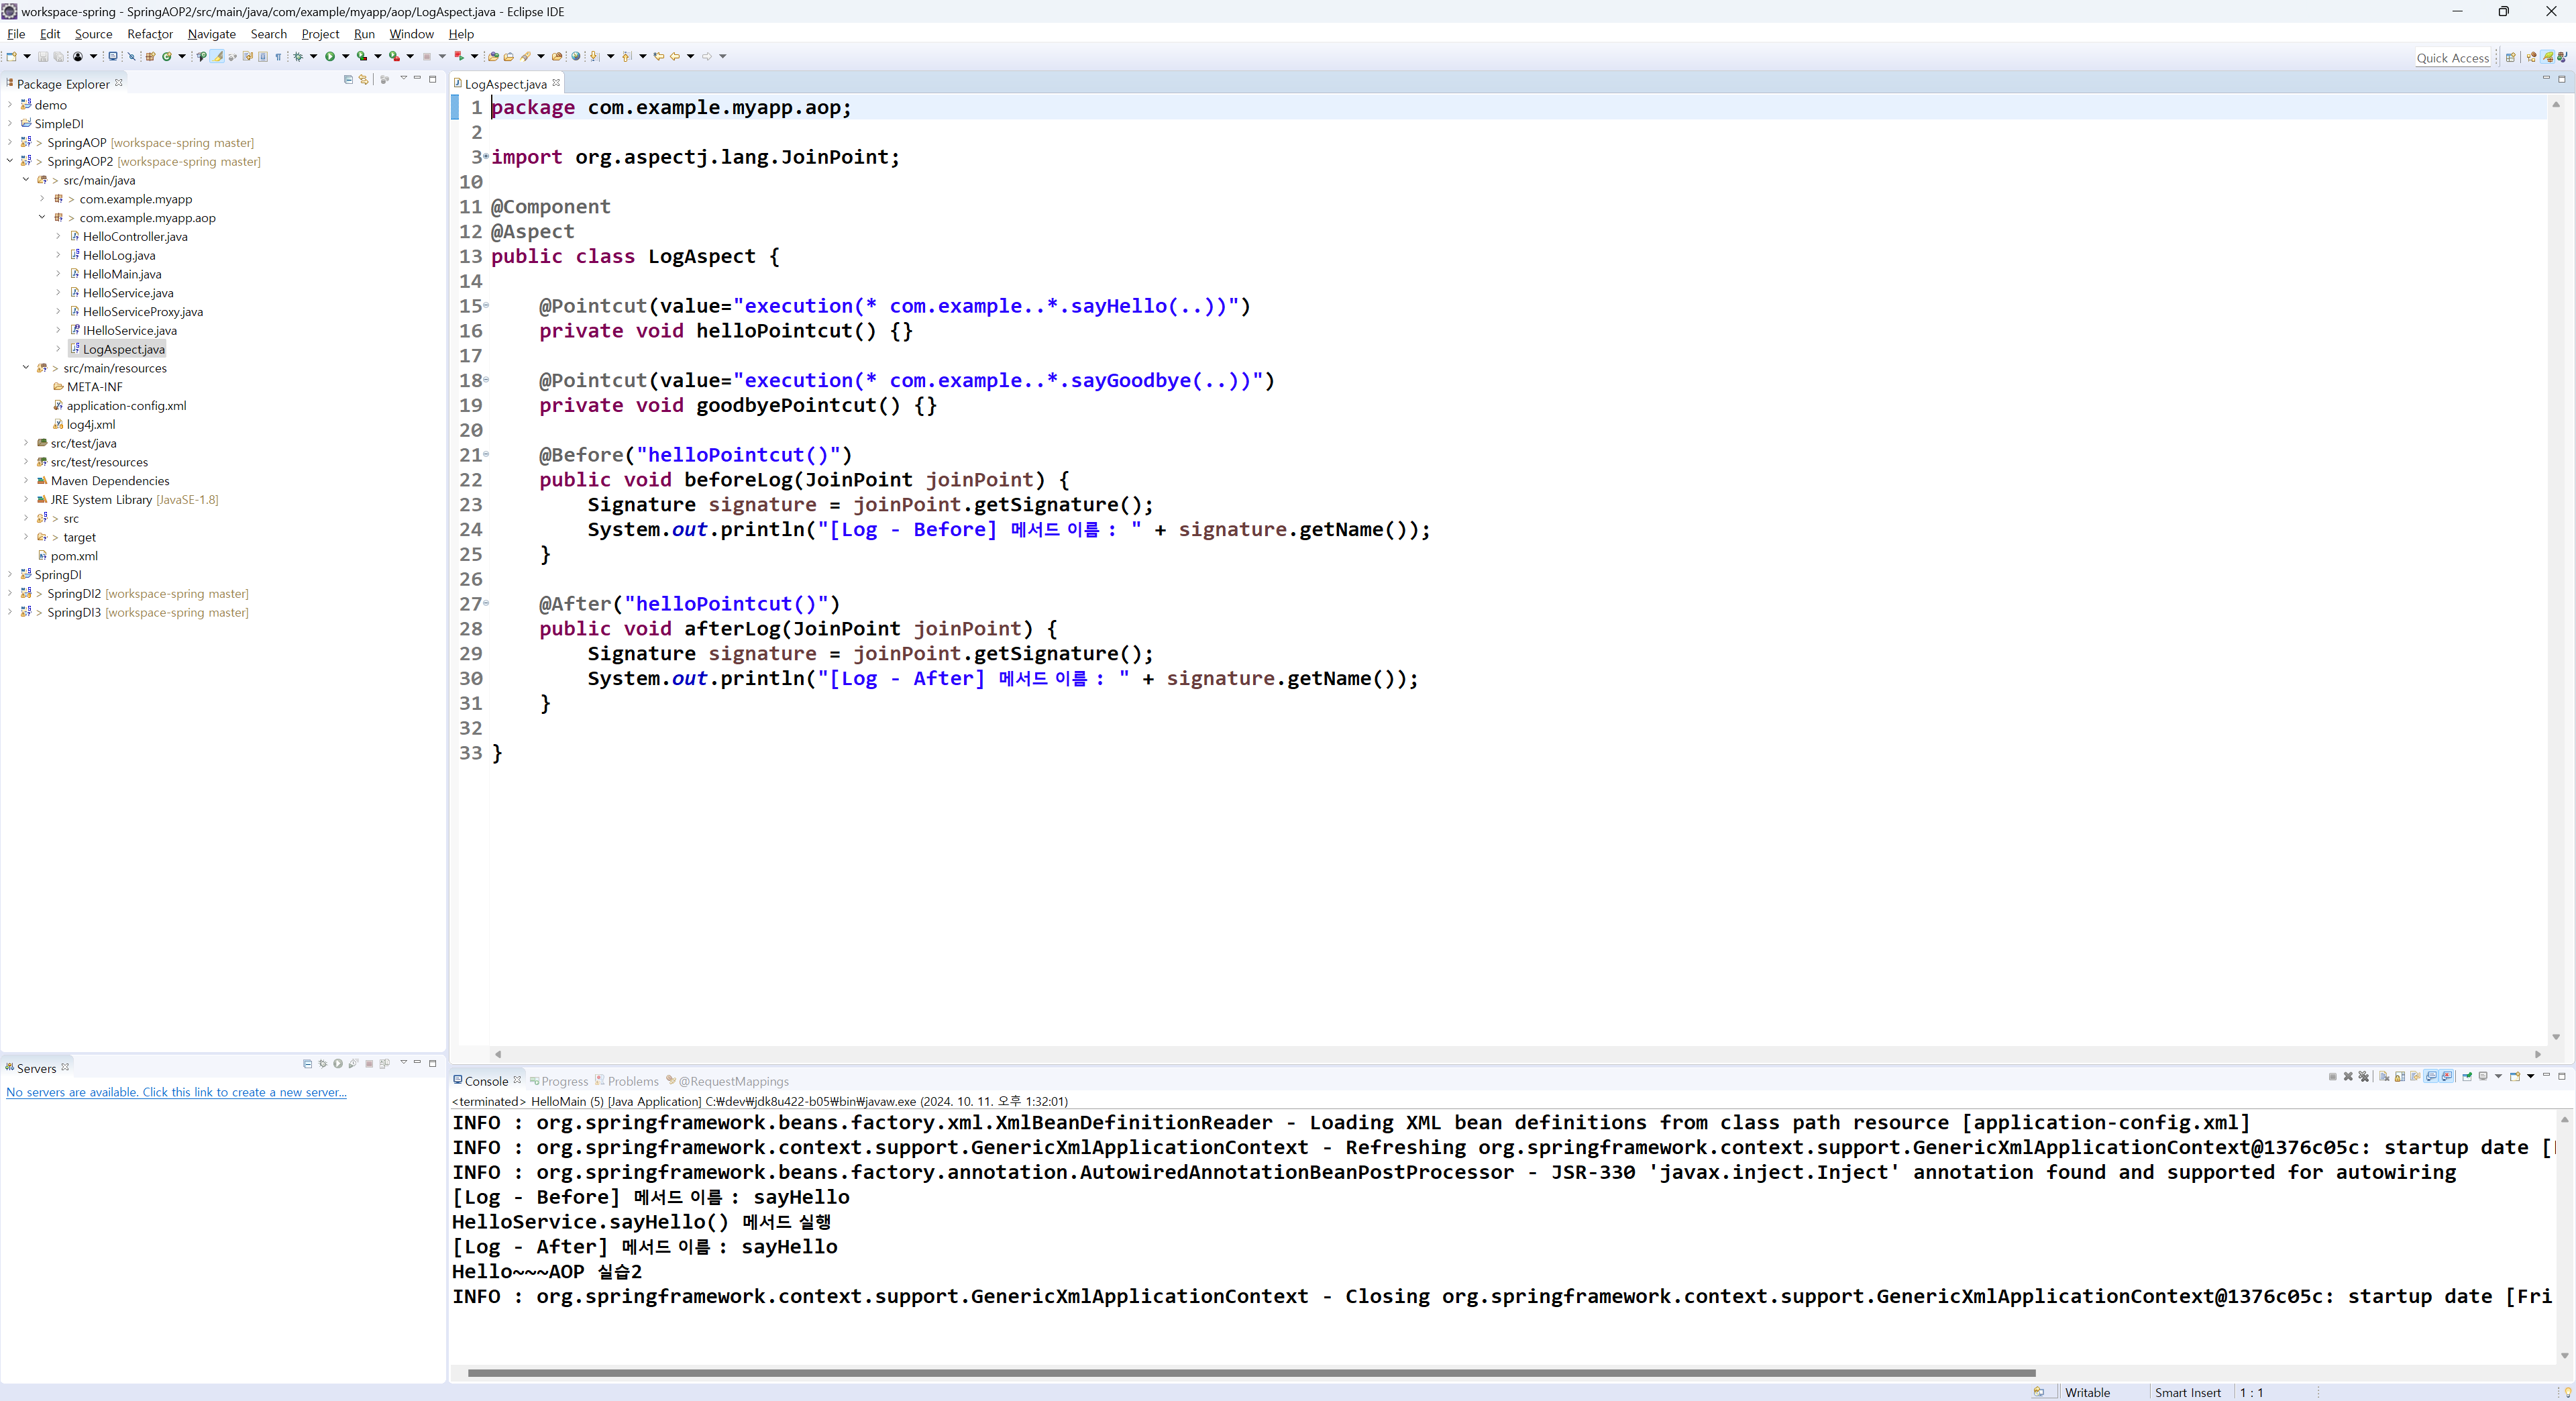 workspace-spring - SpringAOP2/src/main/java/com/example/myapp/aop/LogAspect.java - Eclipse IDE
File Edit Source Refactor Navigate Search Project Run Window Help
Quick Access
Package Explorer
demo
SimpleDI
> SpringAOP [workspace-spring master]
> SpringAOP2 [workspace-spring master]
> src/main/java
> com.example.myapp
> com.example.myapp.aop
HelloController.java
HelloLog.java
HelloMain.java
HelloService.java
HelloServiceProxy.java
IHelloService.java
LogAspect.java
> src/main/resources
META-INF
application-config.xml
log4j.xml
src/test/java
src/test/resources
Maven Dependencies
JRE System Library [JavaSE-1.8]
> src
> target
pom.xml
SpringDI
> SpringDI2 [workspace-spring master]
> SpringDI3 [workspace-spring master]
Servers
No servers are available. Click this link to create a new server...
LogAspect.java
1 package com.example.myapp.aop;
2
3 import org.aspectj.lang.JoinPoint;
10
11 @Component
12 @Aspect
13 public class LogAspect {
14
15 @Pointcut(value="execution(* com.example..*.sayHello(..))")
16 private void helloPointcut() {}
17
18 @Pointcut(value="execution(* com.example..*.sayGoodbye(..))")
19 private void goodbyePointcut() {}
20
21 @Before("helloPointcut()")
22 public void beforeLog(JoinPoint joinPoint) {
23 Signature signature = joinPoint.getSignature();
24 System.out.println("[Log - Before] 메서드 이름 : " + signature.getName());
25 }
26
27 @After("helloPointcut()")
28 public void afterLog(JoinPoint joinPoint) {
29 Signature signature = joinPoint.getSignature();
30 System.out.println("[Log - After] 메서드 이름 : " + signature.getName());
31 }
32
33 }
Console Progress Problems @RequestMappings
<terminated> HelloMain (5) [Java Application] C:₩dev₩jdk8u422-b05₩bin₩javaw.exe (2024. 10. 11. 오후 1:32:01)
INFO : org.springframework.beans.factory.xml.XmlBeanDefinitionReader - Loading XML bean definitions from class path resource [application-config.xml]
INFO : org.springframework.context.support.GenericXmlApplicationContext - Refreshing org.springframework.context.support.GenericXmlApplicationContext@1376c05c: startup date [
INFO : org.springframework.beans.factory.annotation.AutowiredAnnotationBeanPostProcessor - JSR-330 'javax.inject.Inject' annotation found and supported for autowiring
[Log - Before] 메서드 이름 : sayHello
HelloService.sayHello() 메서드 실행
[Log - After] 메서드 이름 : sayHello
Hello~~~AOP 실습2
INFO : org.springframework.context.support.GenericXmlApplicationContext - Closing org.springframework.context.support.GenericXmlApplicationContext@1376c05c: startup date [Fri
Writable Smart Insert 1 : 1